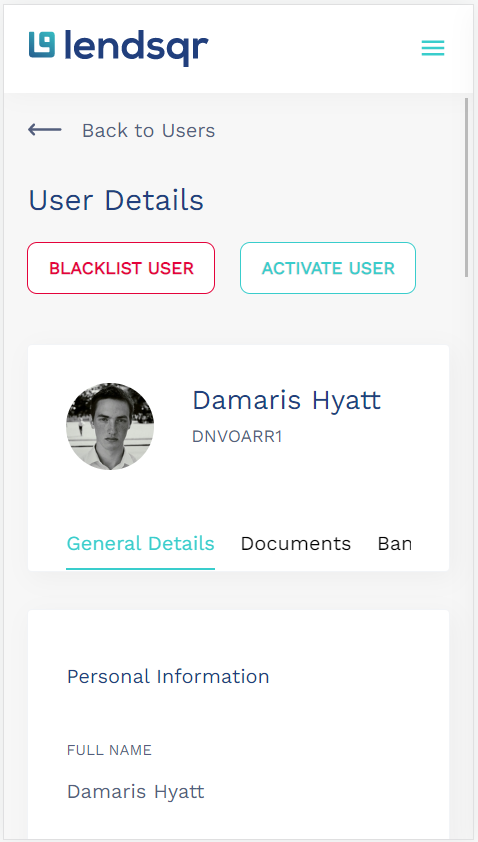 lendsqr
Back to Users
User Details
BLACKLIST USER ACTIVATE USER
Damaris Hyatt
DNVOARR1
General Details Documents Ban
Personal Information
FULL NAME
Damaris Hyatt